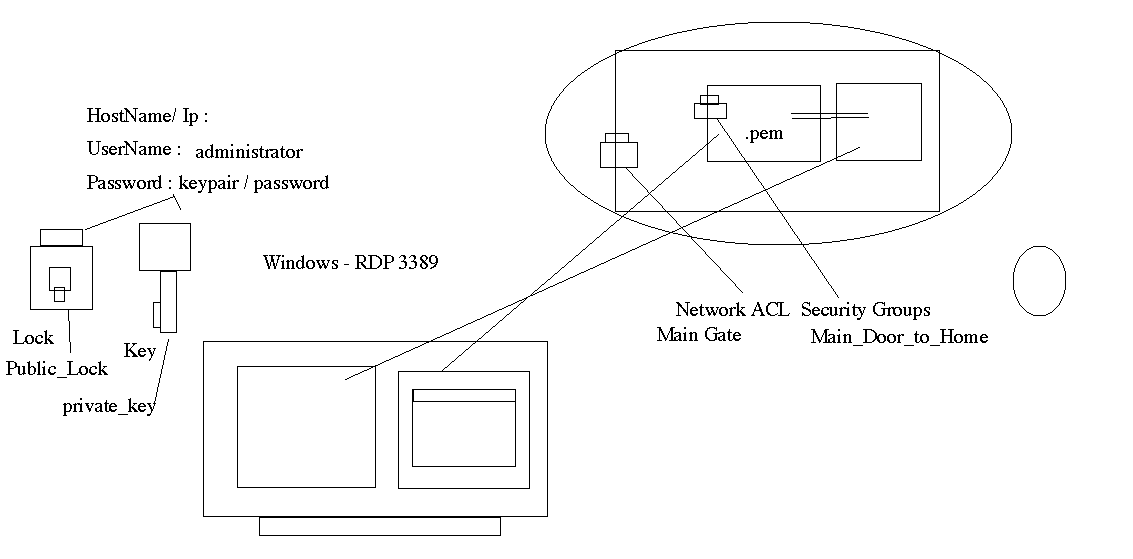 HostName/ Ip :
UserName : administrator
Password : keypair / password
.pem
Windows - RDP 3389
Network ACL
Main Gate
Security Groups
Main_Door_to_Home
Lock
Public_Lock
Key
private_key